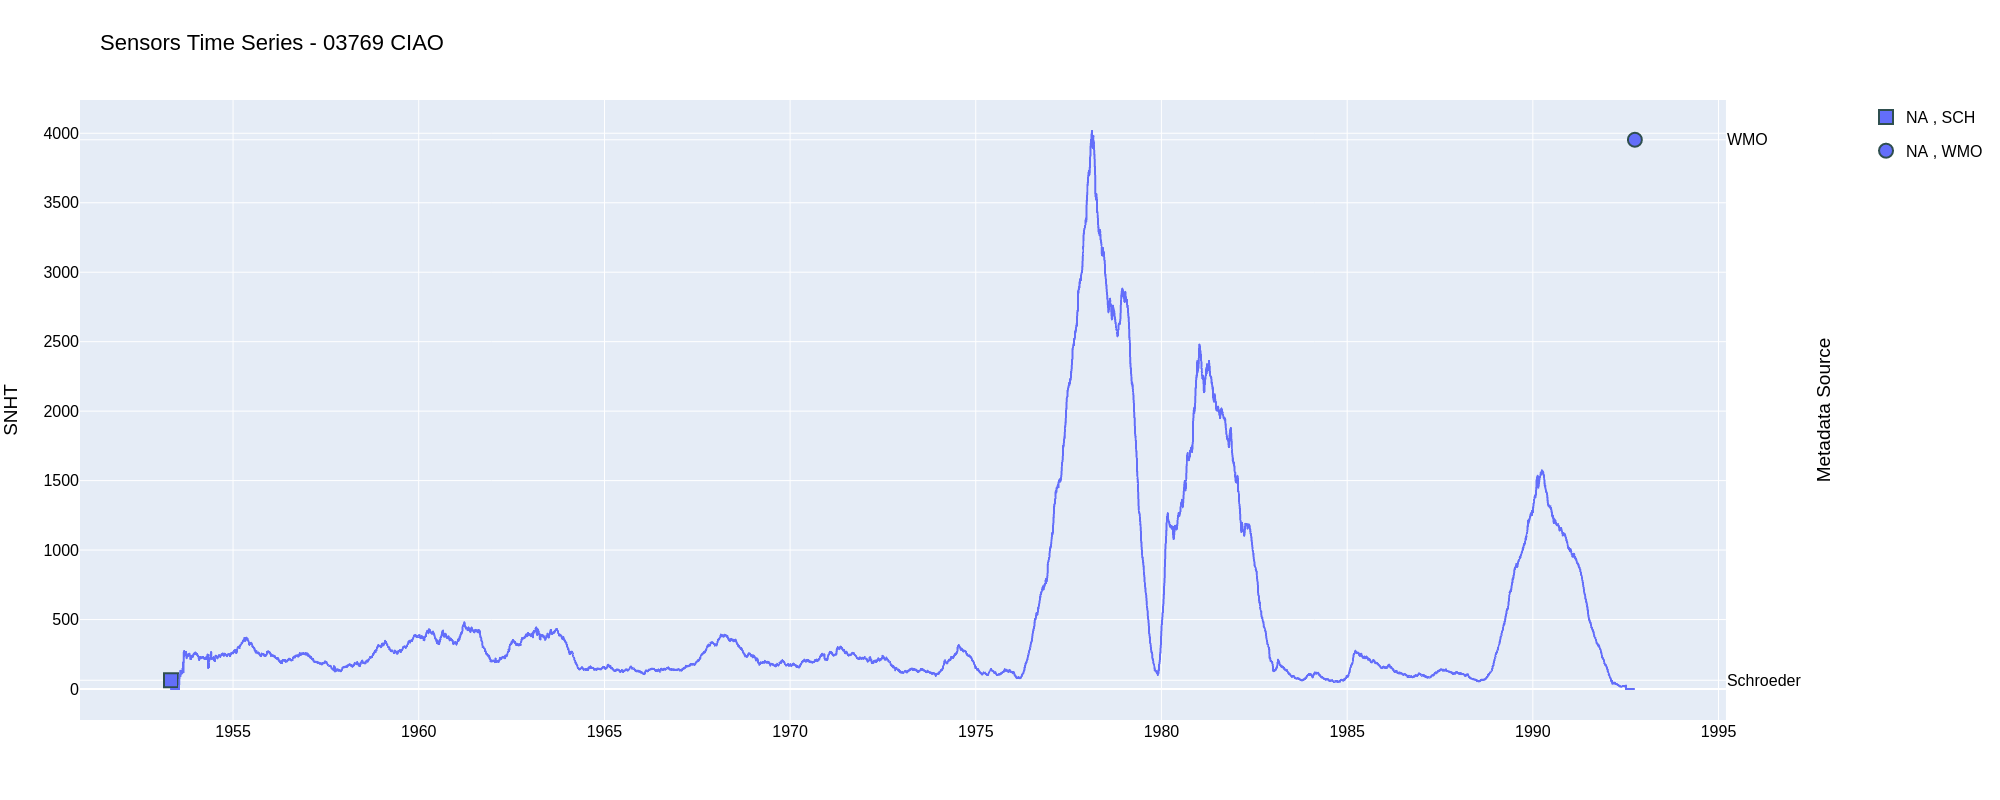 Sensors Time Series - 03769 CIAO
NA , SCH
NA , WMO
4000
3500
3000
2500
2000
1500
1000
500
0
SNHT
WMO
Schroeder
Metadata Source
1955
1960
1965
1970
1975
1980
1985
1990
1995